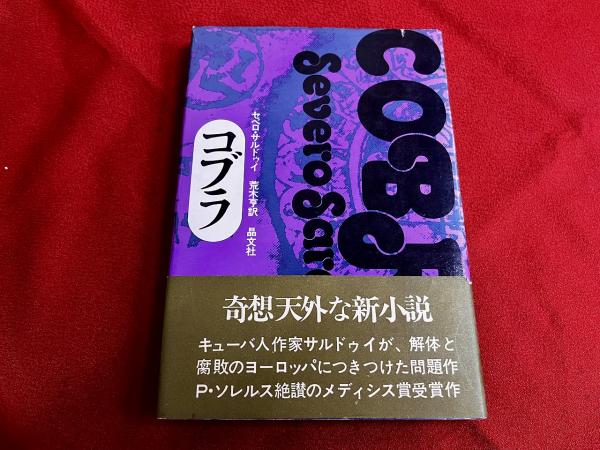 COBR
Severo Sard
コブラ
セベロ・サルドゥイ 荒木亨訳 晶文社
奇想天外な新小説
キューバ人作家サルドゥイが、解体と
腐敗のヨーロッパにつきつけた問題作
P・ソレルス絶讃のメディシス賞受賞作